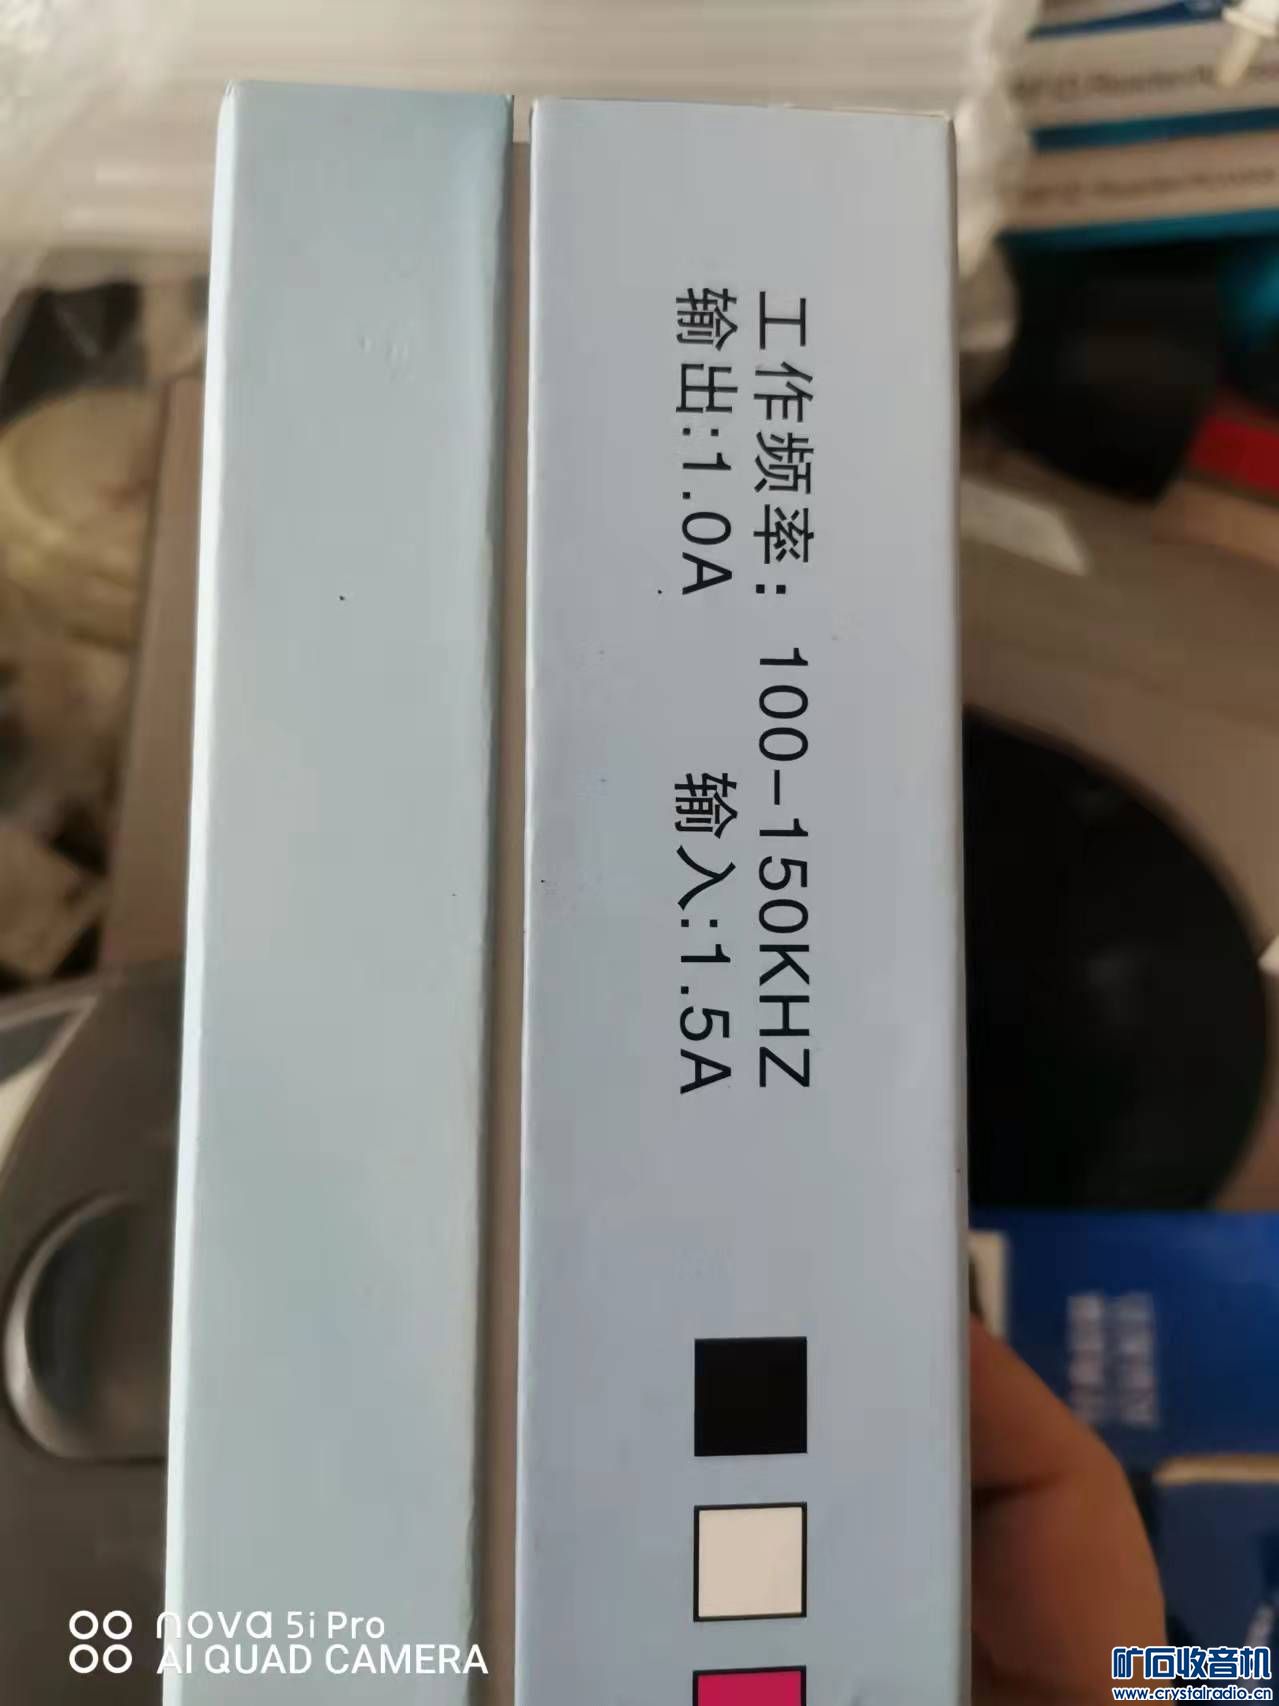 工作频率: 100-150KHZ
输出:1.0A 输入:1.5A
nova 5i Pro
AI QUAD CAMERA
矿石收音机
www.crystalradio.cn